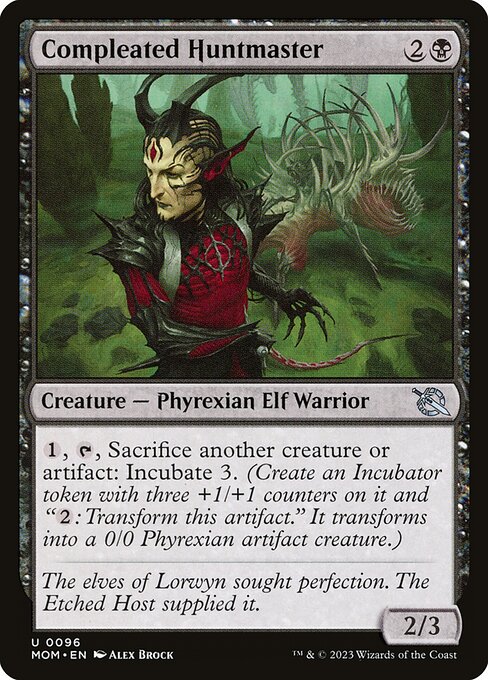 Compleated Huntmaster 2
Creature — Phyrexian Elf Warrior
1, , Sacrifice another creature or
artifact: Incubate 3. (Create an Incubator
token with three +1/+1 counters on it and
“2: Transform this artifact.” It transforms
into a 0/0 Phyrexian artifact creature.)
The elves of Lorwyn sought perfection. The
Etched Host supplied it.
2/3
U 0096
MOM • EN Alex Brock
™ & © 2023 Wizards of the Coast